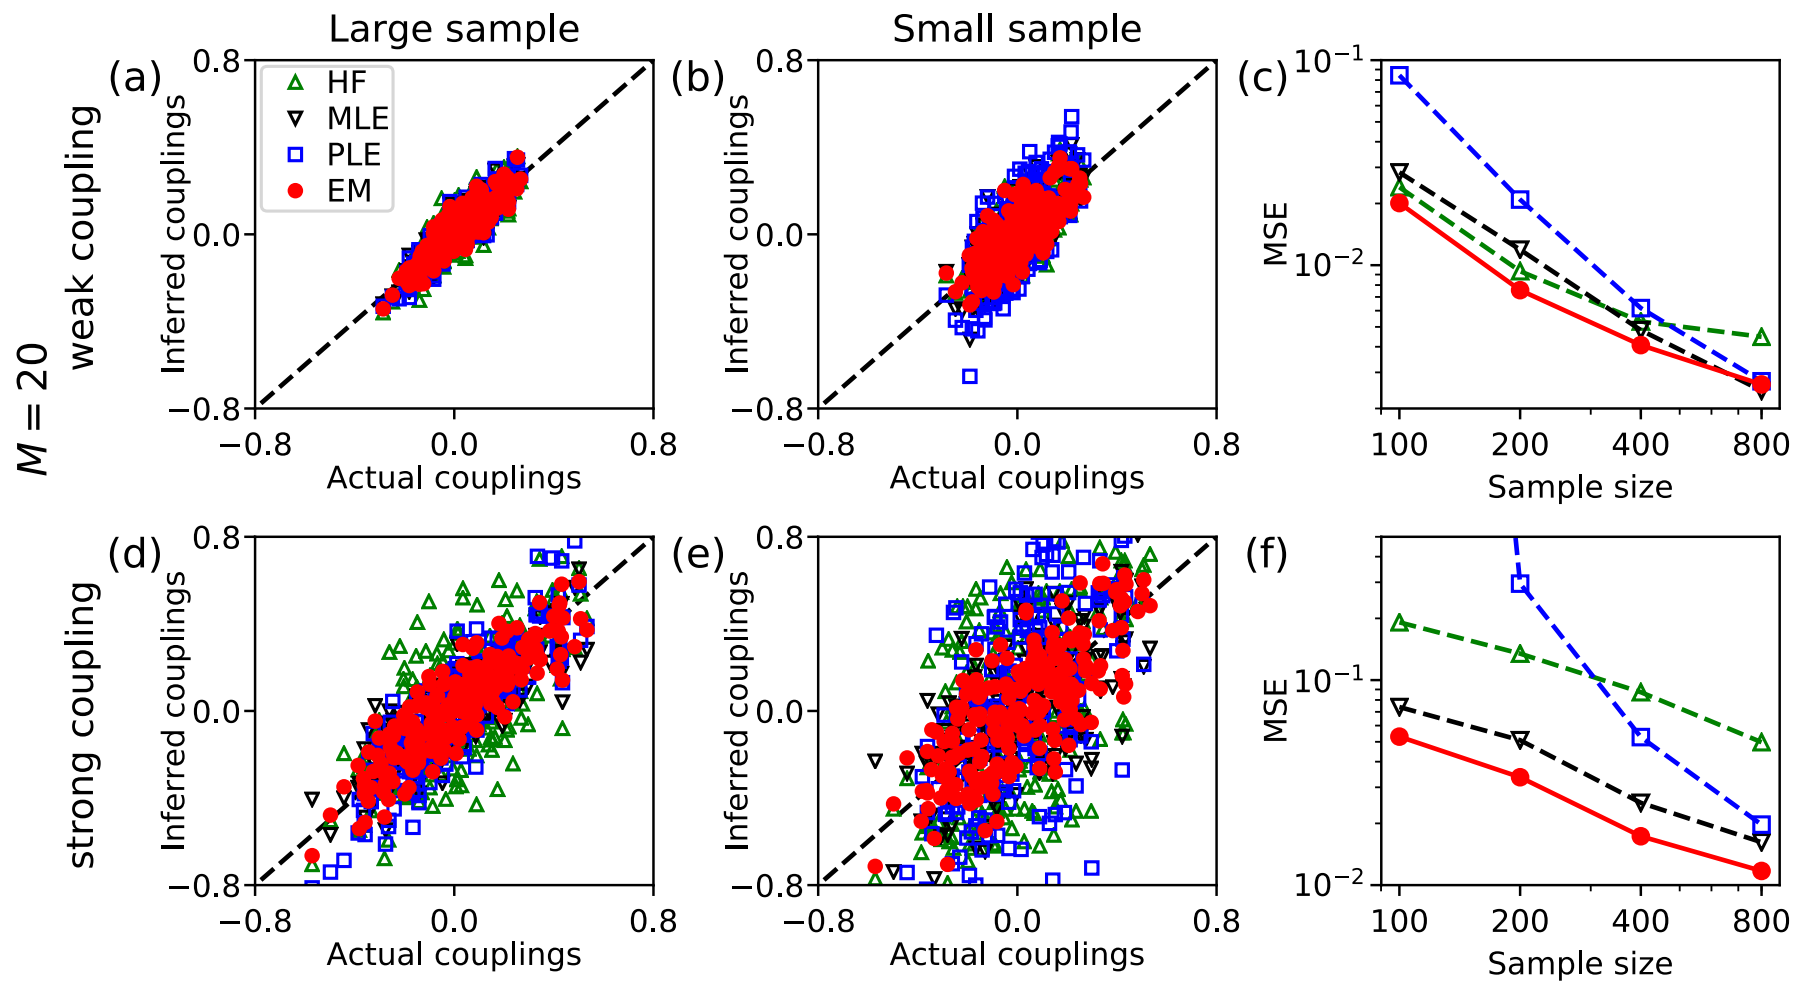 Large sample
Small sample
M = 20
weak coupling
(a)
0.8
0.0
−0.8
Inferred couplings
HF
MLE
PLE
EM
−0.8 0.0 0.8
Actual couplings
(b)
0.8
0.0
−0.8
Inferred couplings
−0.8 0.0 0.8
Actual couplings
(c)
10⁻¹
10⁻²
MSE
100 200 400 800
Sample size
strong coupling
(d)
0.8
0.0
−0.8
Inferred couplings
−0.8 0.0 0.8
Actual couplings
(e)
0.8
0.0
−0.8
Inferred couplings
−0.8 0.0 0.8
Actual couplings
(f)
10⁻¹
10⁻²
MSE
100 200 400 800
Sample size